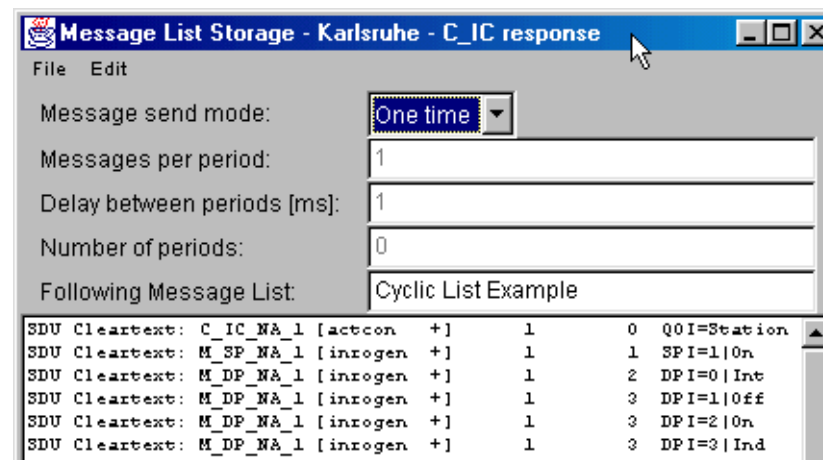 Message List Storage - Karlsruhe - C_IC response
File Edit
Message send mode: One time
Messages per period: 1
Delay between periods [ms]: 1
Number of periods: 0
Following Message List: Cyclic List Example
SDU Cleartext: C_IC_NA_1 [actcon +] 1 0 QOI=Station
SDU Cleartext: M_SP_NA_1 [inrogen +] 1 1 SPI=1|On
SDU Cleartext: M_DP_NA_1 [inrogen +] 1 2 DPI=0|Int
SDU Cleartext: M_DP_NA_1 [inrogen +] 1 3 DPI=1|Off
SDU Cleartext: M_DP_NA_1 [inrogen +] 1 3 DPI=2|On
SDU Cleartext: M_DP_NA_1 [inrogen +] 1 3 DPI=3|Ind